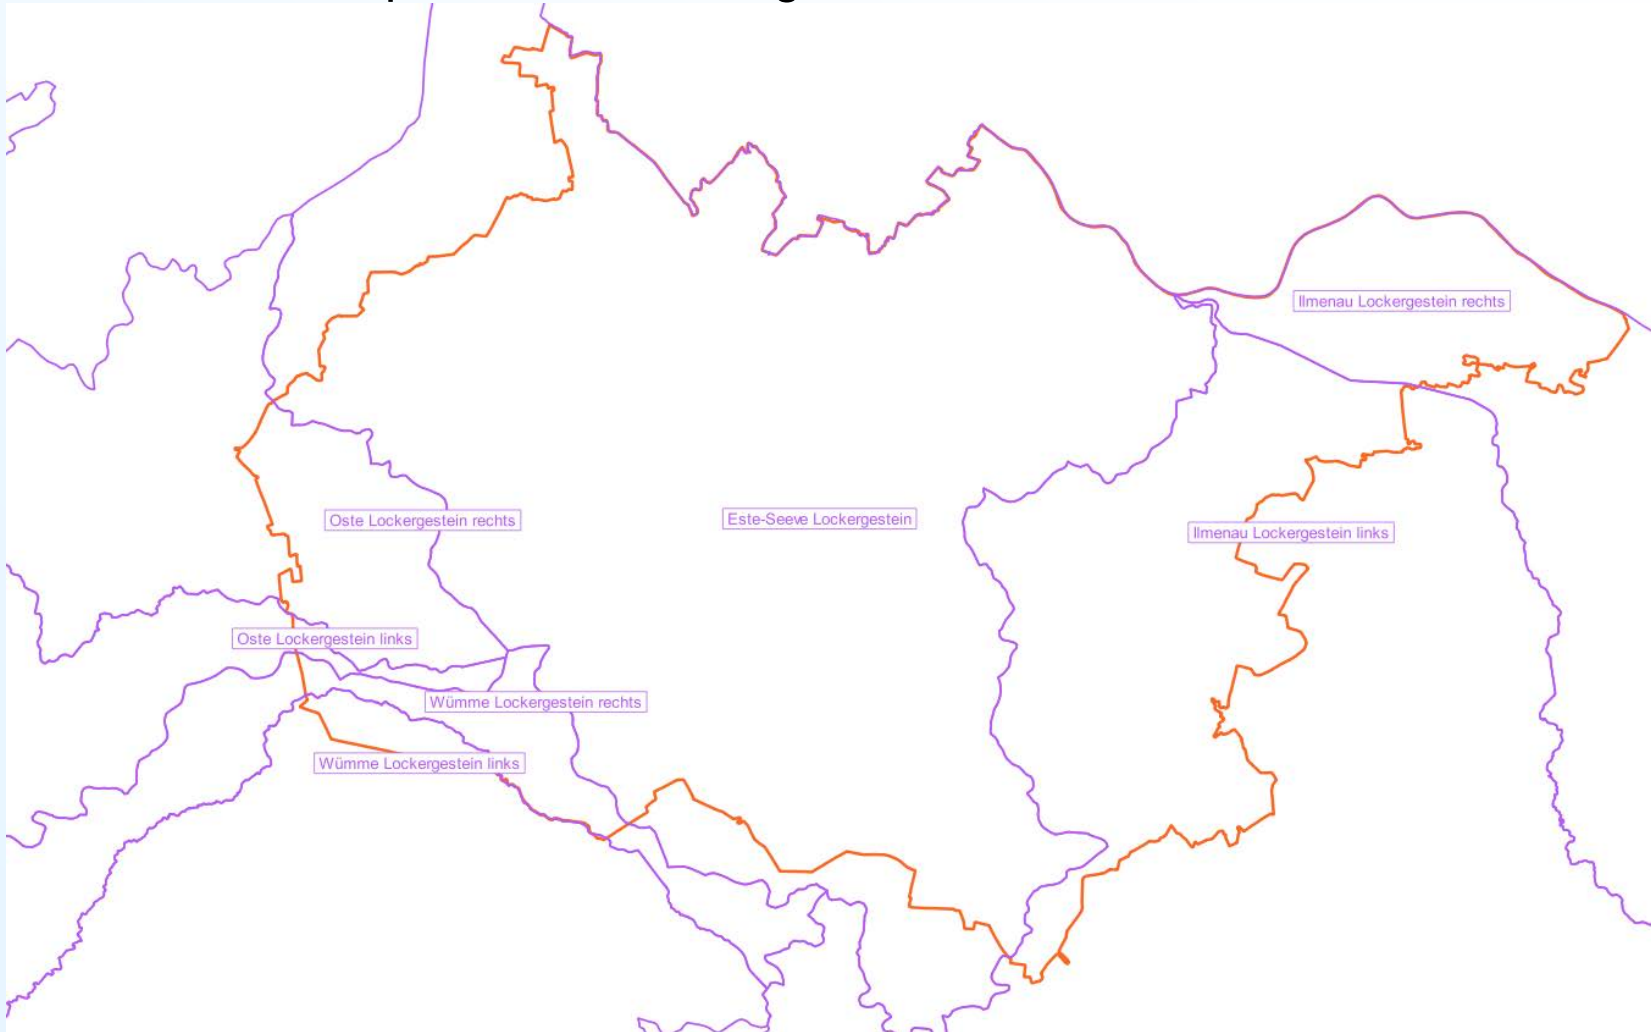 Ilmenau Lockergestein rechts
Oste Lockergestein rechts
Este-Seeve Lockergestein
Ilmenau Lockergestein links
Oste Lockergestein links
Wümme Lockergestein rechts
Wümme Lockergestein links